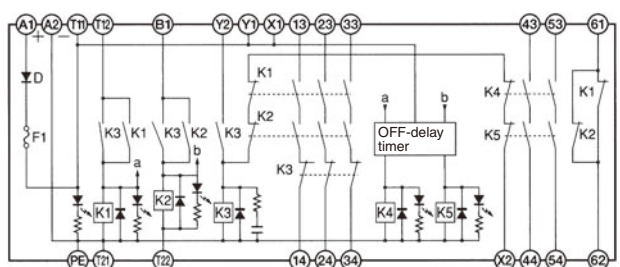 A1 A2 T11 T12 B1 Y2 Y1 X1 13 23 33 43 53 61
+ −
D
F1
K3 K1 K3 K2 K3
K1
K2
K3
a b
K4
K5
K1
K2
OFF-delay
timer
a b
K1 K2 K3 K4 K5
PE T21 T22 14 24 34 X2 44 54 62